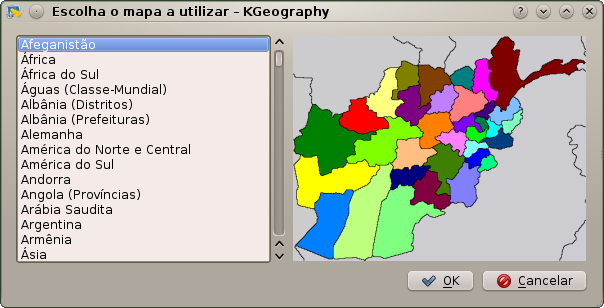 Escolha o mapa a utilizar – KGeography
Afeganistão
África
África do Sul
Águas (Classe-Mundial)
Albânia (Distritos)
Albânia (Prefeituras)
Alemanha
América do Norte e Central
América do Sul
Andorra
Angola (Províncias)
Arábia Saudita
Argentina
Armênia
Ásia
OK
Cancelar